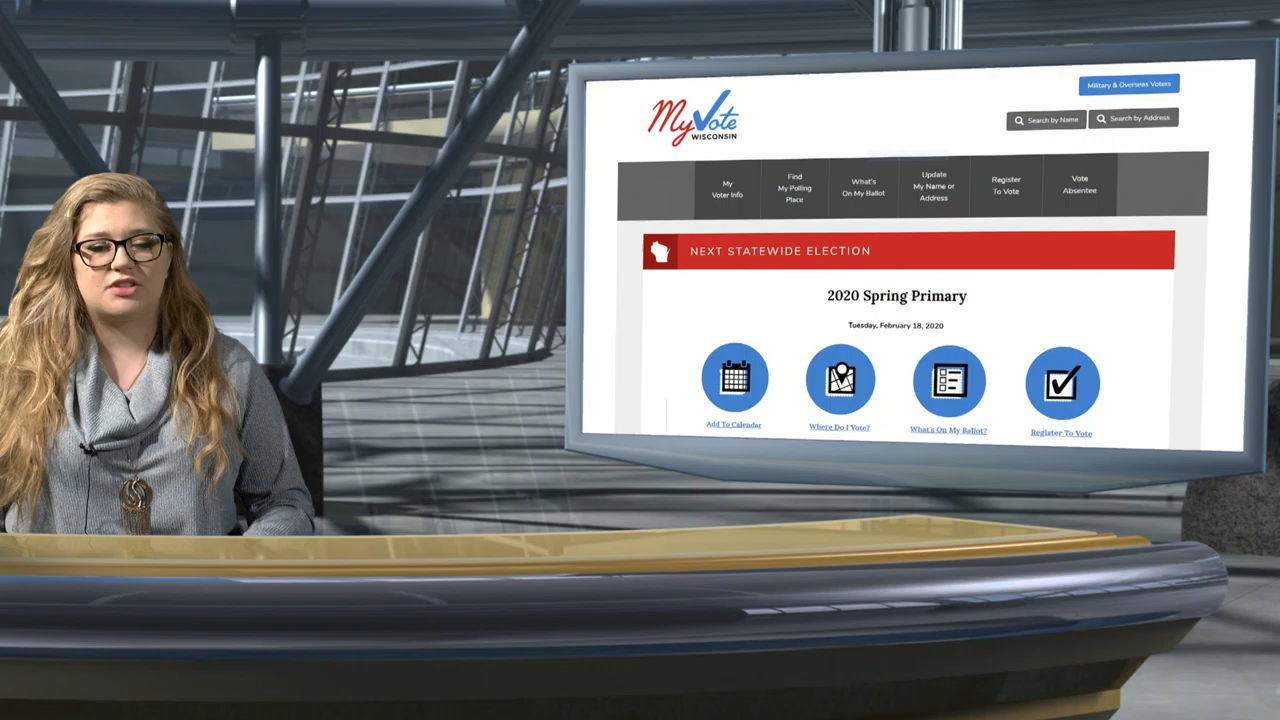 Military & Overseas Voters
MyVote
WISCONSIN
Search by Name
Search by Address
My
Voter Info
Find
My Polling
Place
What's
On My Ballot
Update
My Name or
Address
Register
To Vote
Vote
Absentee
NEXT STATEWIDE ELECTION
2020 Spring Primary
Tuesday, February 18, 2020
Add To Calendar
Where Do I Vote?
What's On My Ballot?
Register To Vote